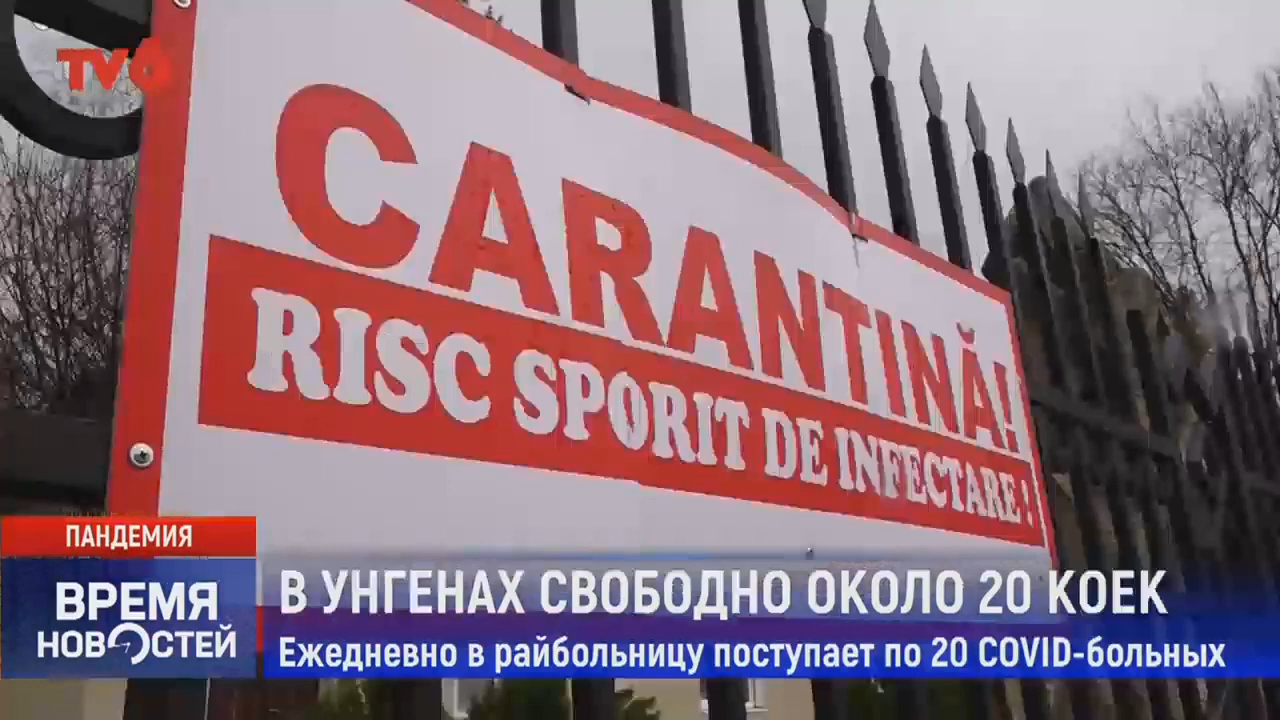 TV6
CARANTINĂ!
RISC SPORIT DE INFECTARE!
ПАНДЕМИЯ
ВРЕМЯ
НОВОСТЕЙ
В УНГЕНАХ СВОБОДНО ОКОЛО 20 КОЕК
Ежедневно в райбольницу поступает по 20 COVID-больных